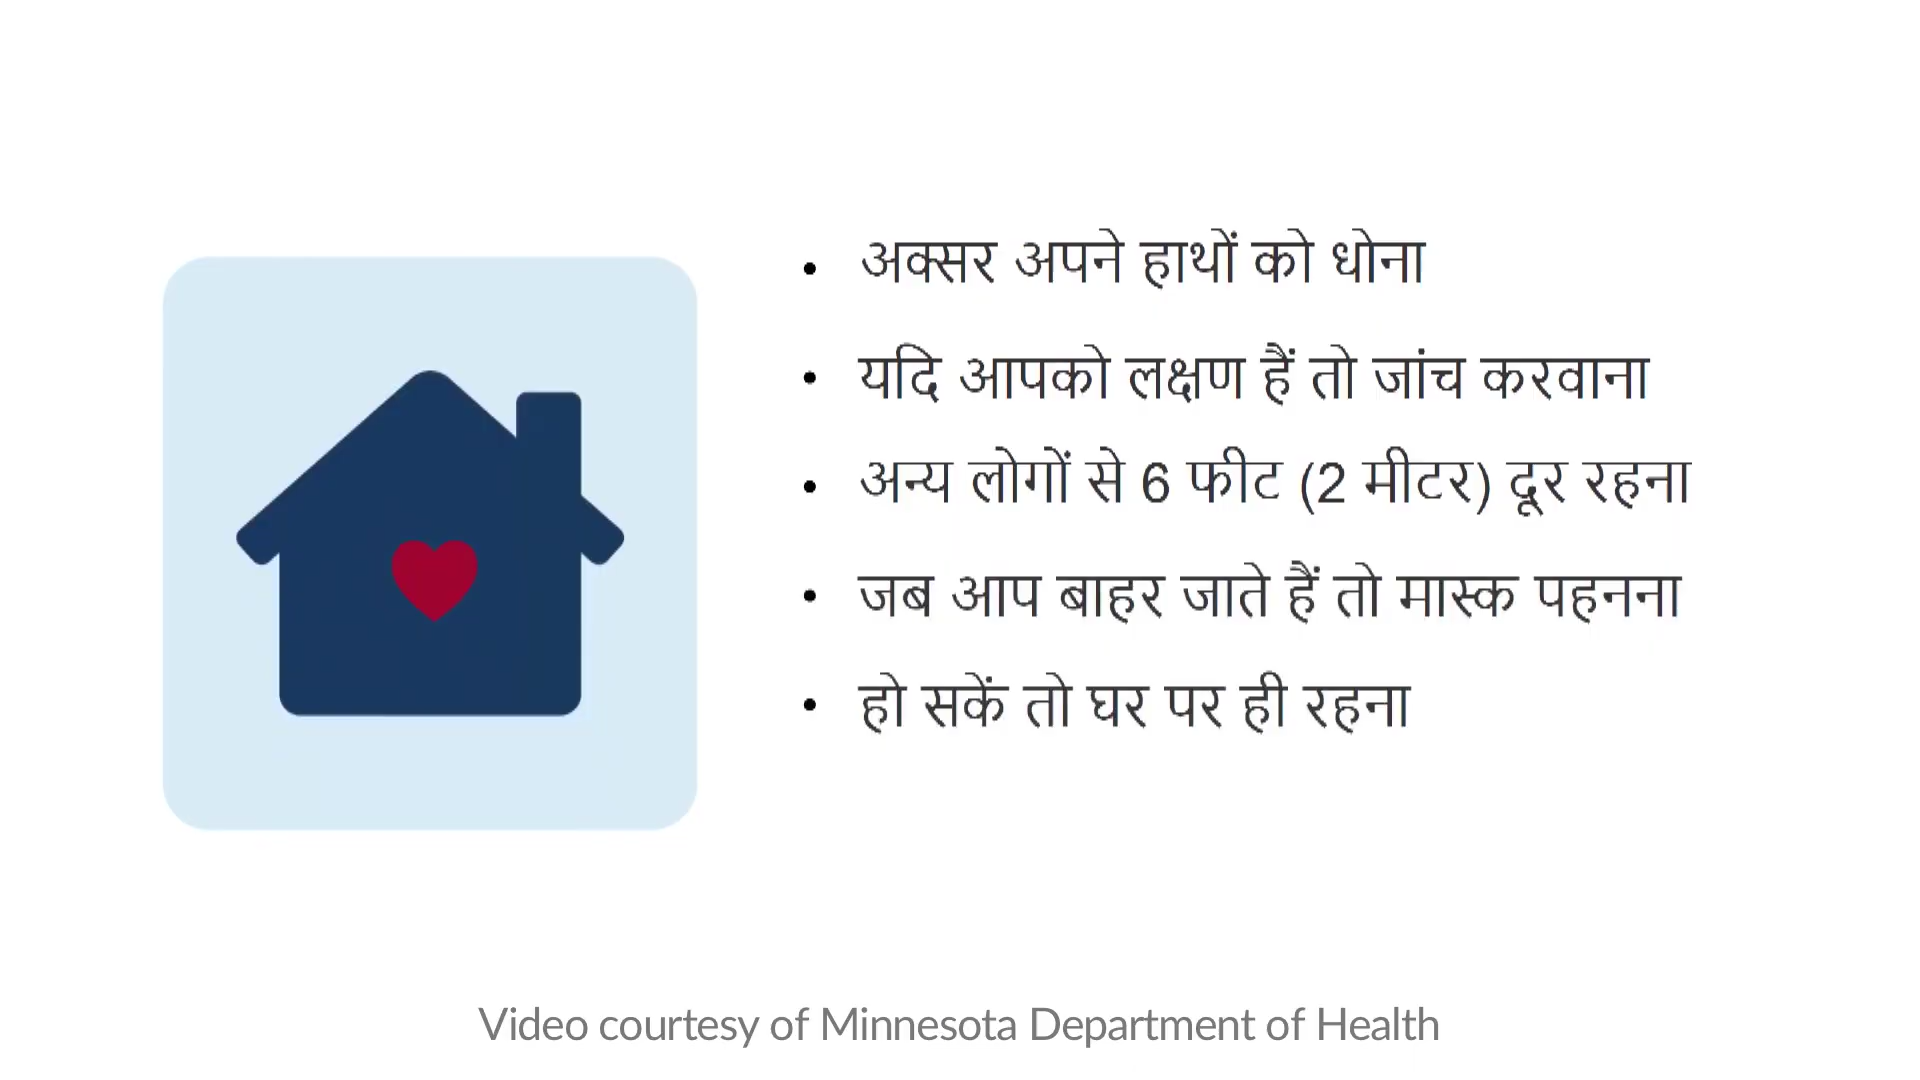 • अक्सर अपने हाथों को धोना
• यदि आपको लक्षण हैं तो जांच करवाना
• अन्य लोगों से 6 फीट (2 मीटर) दूर रहना
• जब आप बाहर जाते हैं तो मास्क पहनना
• हो सकें तो घर पर ही रहना
Video courtesy of Minnesota Department of Health